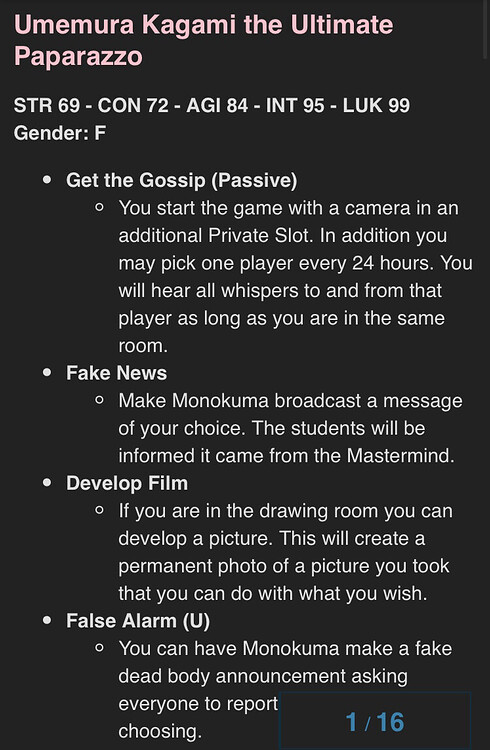 Umemura Kagami the Ultimate
Paparazzo
STR 69 - CON 72 - AGI 84 - INT 95 - LUK 99
Gender: F
Get the Gossip (Passive)
You start the game with a camera in an
additional Private Slot. In addition you
may pick one player every 24 hours. You
will hear all whispers to and from that
player as long as you are in the same
room.
Fake News
Make Monokuma broadcast a message
of your choice. The students will be
informed it came from the Mastermind.
Develop Film
If you are in the drawing room you can
develop a picture. This will create a
permanent photo of a picture you took
that you can do with what you wish.
False Alarm (U)
You can have Monokuma make a fake
dead body announcement asking
everyone to report
choosing.
1 / 16